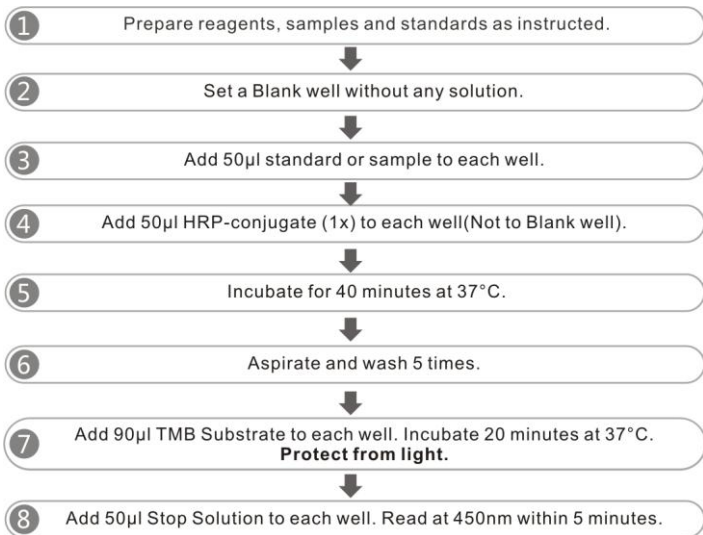 1 Prepare reagents, samples and standards as instructed.
2 Set a Blank well without any solution.
3 Add 50μl standard or sample to each well.
4 Add 50μl HRP-conjugate (1x) to each well(Not to Blank well).
5 Incubate for 40 minutes at 37°C.
6 Aspirate and wash 5 times.
7 Add 90μl TMB Substrate to each well. Incubate 20 minutes at 37°C.
Protect from light.
8 Add 50μl Stop Solution to each well. Read at 450nm within 5 minutes.